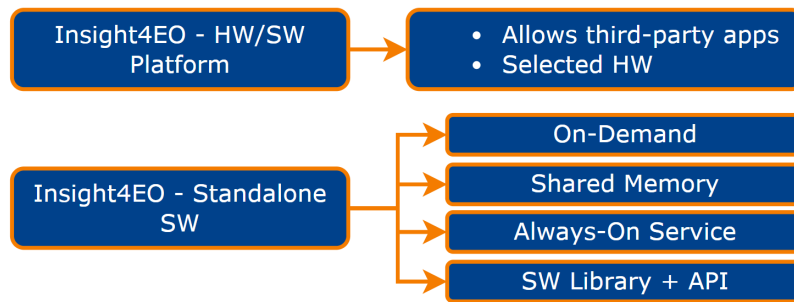 Insight4EO - HW/SW
Platform
• Allows third-party apps
• Selected HW
Insight4EO - Standalone
SW
On-Demand
Shared Memory
Always-On Service
SW Library + API